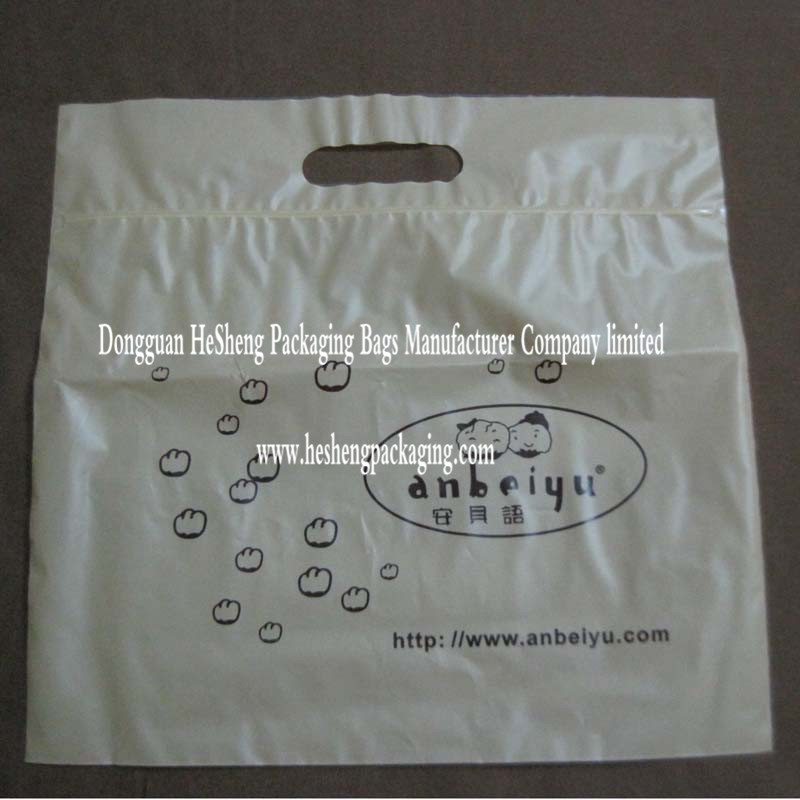 Dongguan HeSheng Packaging Bags Manufacturer Company limited
www.heshengpackaging.com
anbeiyu®
安貝語
http://www.anbeiyu.com